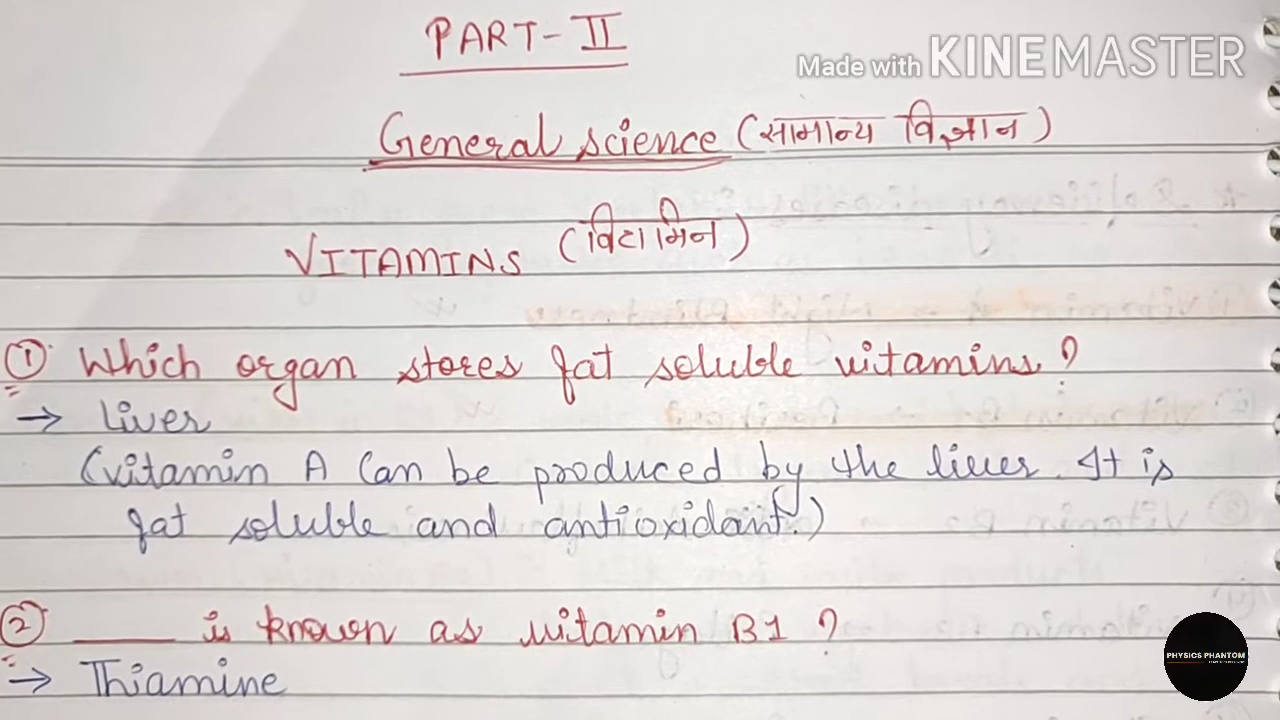 PART-II
Made with KINEMASTER
General science (सामान्य विज्ञान)
VITAMINS (विटामिन)
① Which organ stores fat soluble vitamins?
→ Liver
(vitamin A can be produced by the liver. It is
fat soluble and antioxidant.)
② ____ is known as vitamin B1 ?
→ Thiamine
PHYSICS PHANTOM